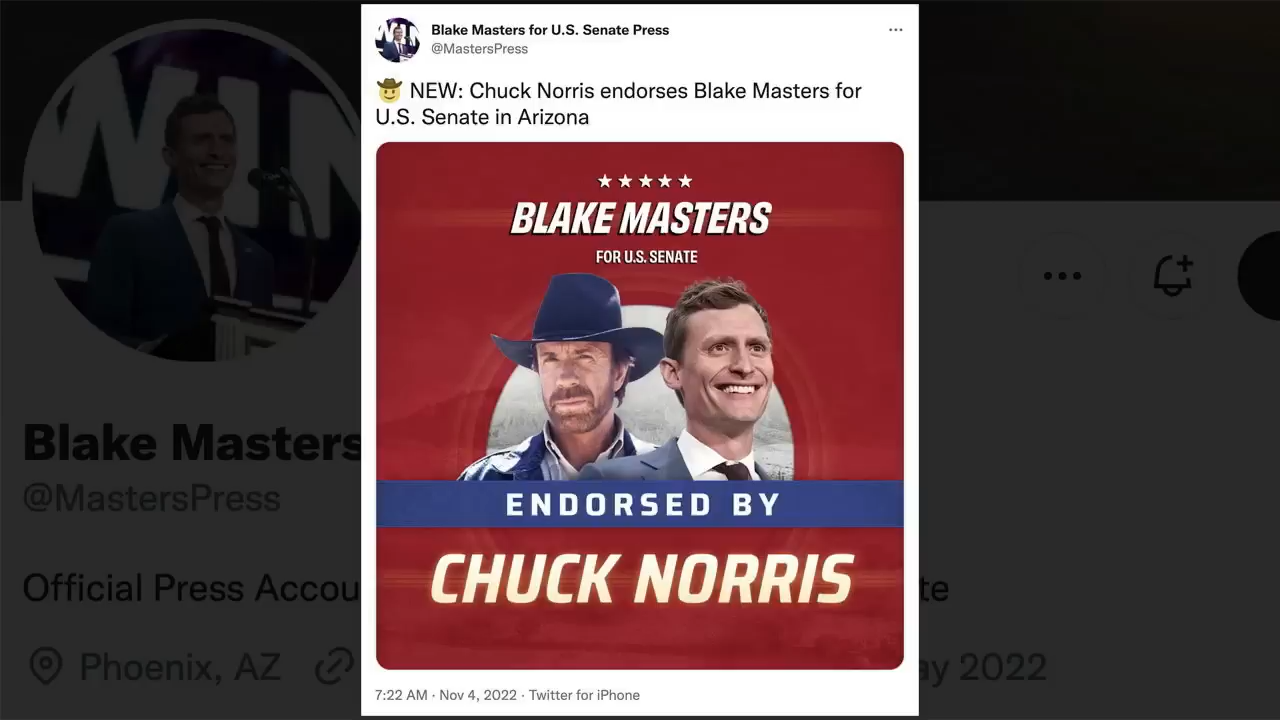 WIN
Blake Masters for U.S. Senate Press
@MastersPress
NEW: Chuck Norris endorses Blake Masters for
U.S. Senate in Arizona
BLAKE MASTERS
FOR U.S. SENATE
ENDORSED BY
CHUCK NORRIS
7:22 AM · Nov 4, 2022 · Twitter for iPhone
Blake Masters
@MastersPress
Official Press Accou
te
Phoenix, AZ
ay 2022